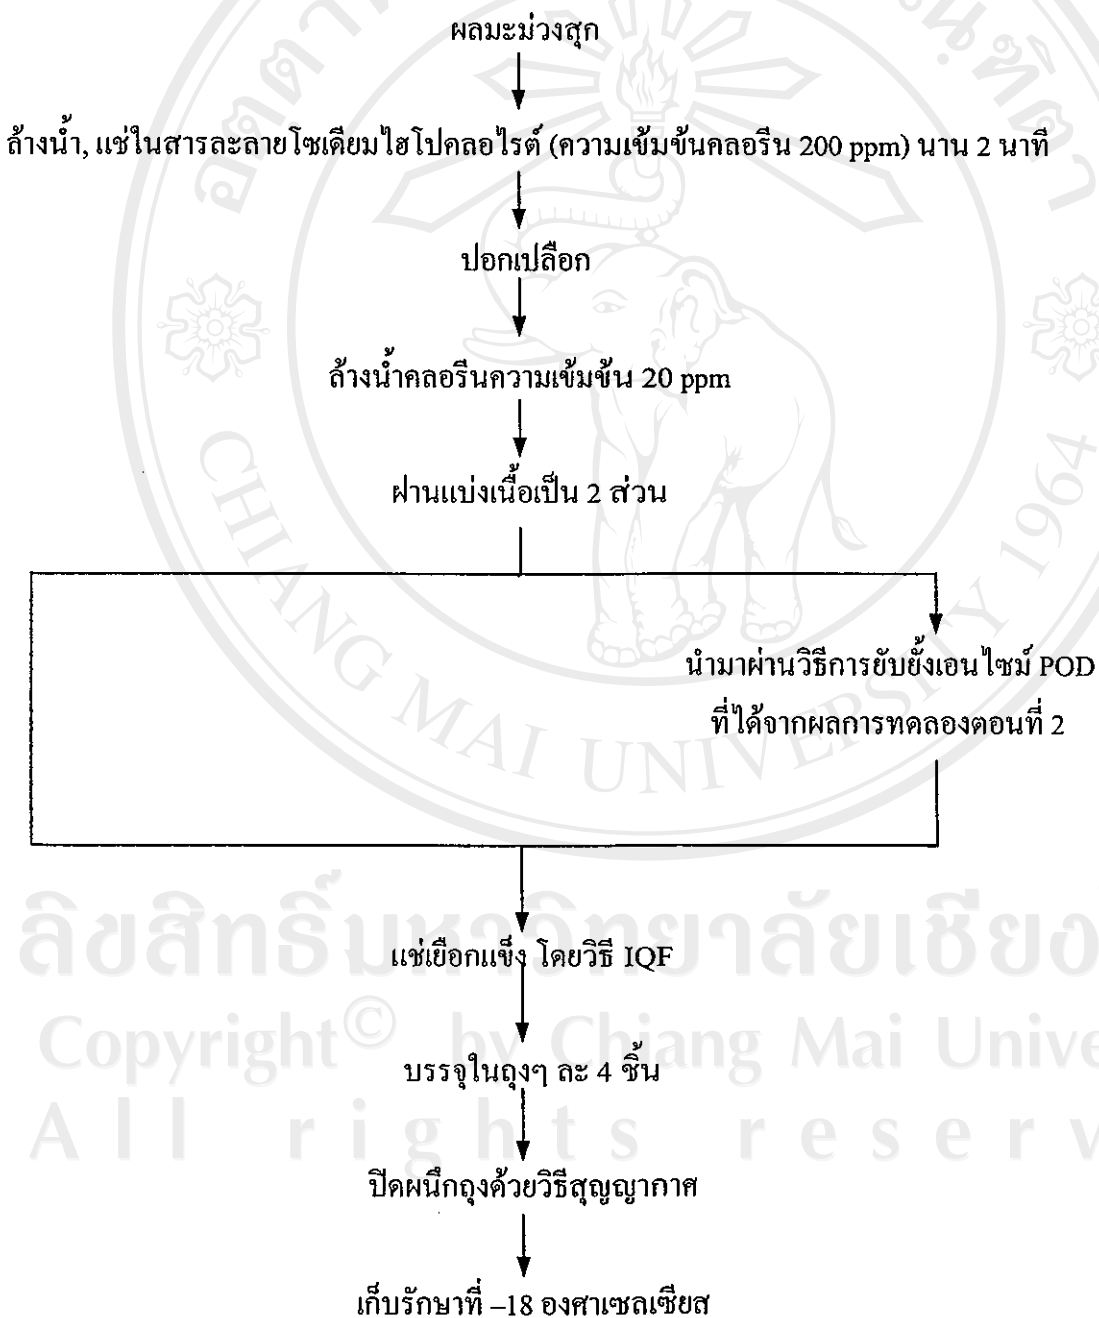 ผลมะม่วงสุก
ล้างน้ำ, แช่ในสารละลายโซเดียมไฮโปคลอไรต์ (ความเข้มข้นคลอรีน 200 ppm) นาน 2 นาที
ปอกเปลือก
ล้างน้ำคลอรีนความเข้มข้น 20 ppm
ฝานแบ่งเนื้อเป็น 2 ส่วน
นำมาผ่านวิธีการยับยั้งเอนไซม์ POD
ที่ได้จากผลการทดลองตอนที่ 2
แช่เยือกแข็ง โดยวิธี IQF
บรรจุในถุงๆ ละ 4 ชิ้น
ปิดผนึกถุงด้วยวิธีสุญญากาศ
เก็บรักษาที่ –18 องศาเซลเซียส
CHIANG MAI UNIVERSITY 1964
ลิขสิทธิ์มหาวิทยาลัยเชียง
Copyright© by Chiang Mai Unive
All rights reserv